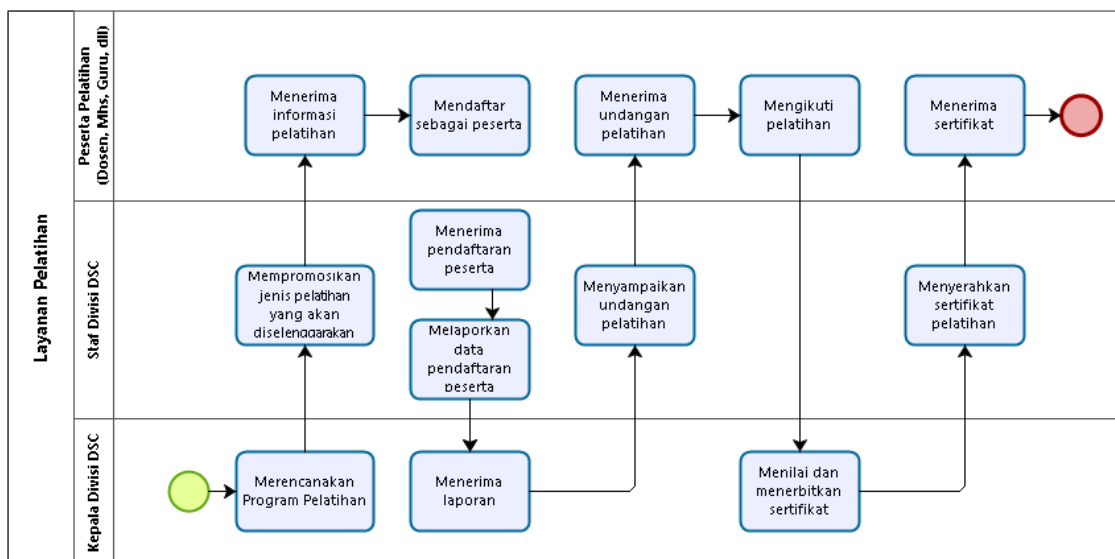 Layanan Pelatihan
Peserta Pelatihan
(Dosen, Mhs, Guru, dll)
Menerima
informasi
pelatihan
Mendaftar
sebagai peserta
Menerima
undangan
pelatihan
Mengikuti
pelatihan
Menerima
sertifikat
Staf Divisi DSC
Mempromosikan
jenis pelatihan
yang akan
diselenggarakan
Menerima
pendaftaran
peserta
Melaporkan
data
pendaftaran
peserta
Menyampaikan
undangan
pelatihan
Menyerahkan
sertifikat
pelatihan
Kepala Divisi DSC
Merencanakan
Program Pelatihan
Menerima
laporan
Menilai dan
menerbitkan
sertifikat